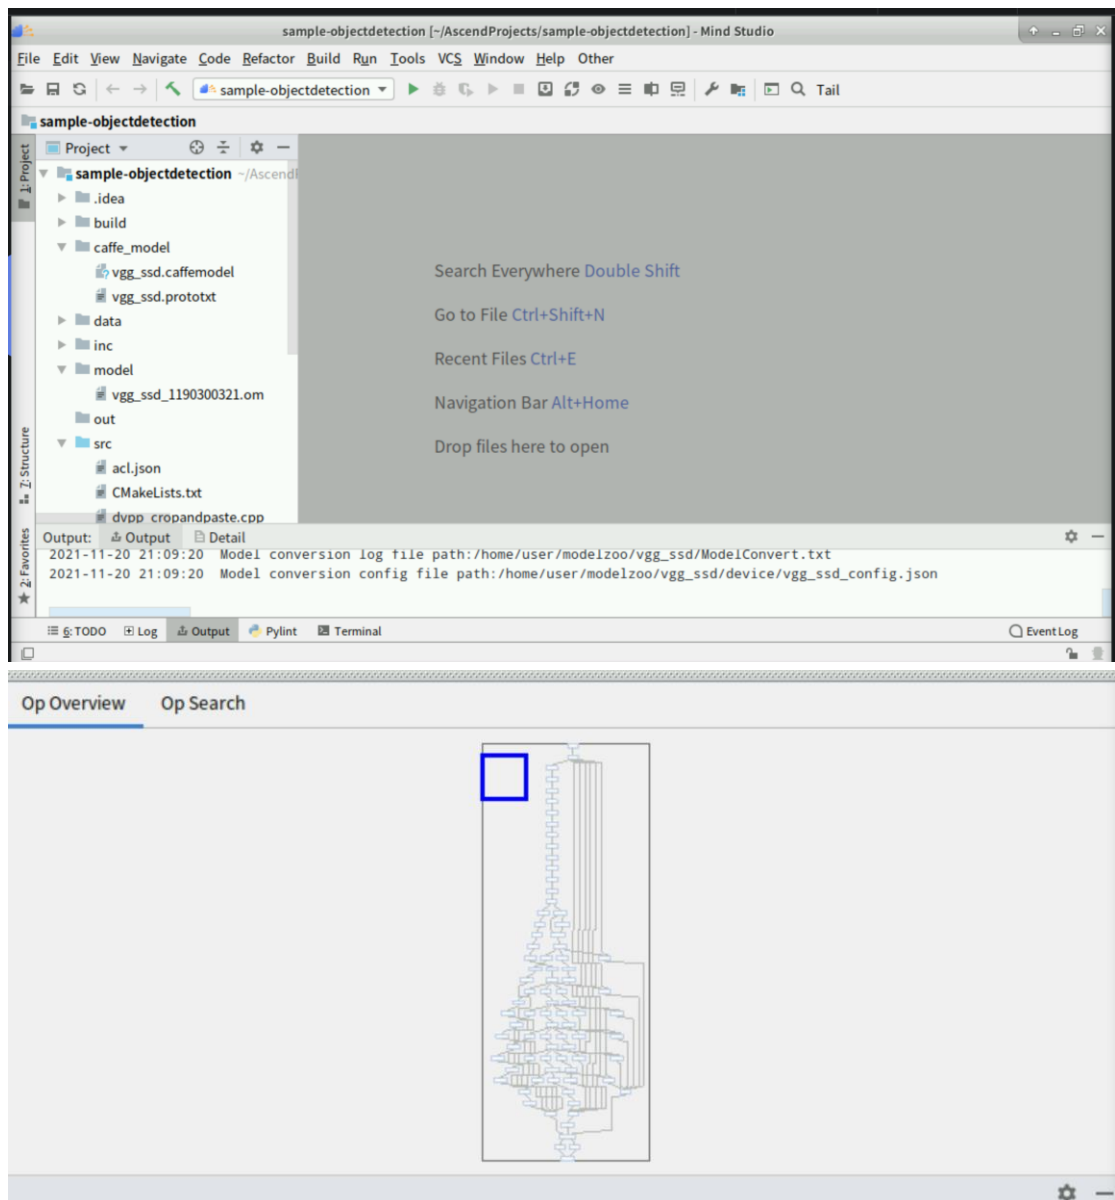 sample-objectdetection [~/AscendProjects/sample-objectdetection] - Mind Studio
File Edit View Navigate Code Refactor Build Run Tools VCS Window Help Other
sample-objectdetection Tail
sample-objectdetection
1: Project
Project
sample-objectdetection ~/Ascend
.idea
build
caffe_model
vgg_ssd.caffemodel
vgg_ssd.prototxt
data
inc
model
vgg_ssd_1190300321.om
out
src
acl.json
CMakeLists.txt
dvpp_cropandpaste.cpp
Search Everywhere Double Shift
Go to File Ctrl+Shift+N
Recent Files Ctrl+E
Navigation Bar Alt+Home
Drop files here to open
Z: Structure
2: Favorites
Output: Output Detail
2021-11-20 21:09:20 Model conversion log file path:/home/user/modelzoo/vgg_ssd/ModelConvert.txt
2021-11-20 21:09:20 Model conversion config file path:/home/user/modelzoo/vgg_ssd/device/vgg_ssd_config.json
6: TODO Log Output Pylint Terminal Event Log
Op Overview Op Search